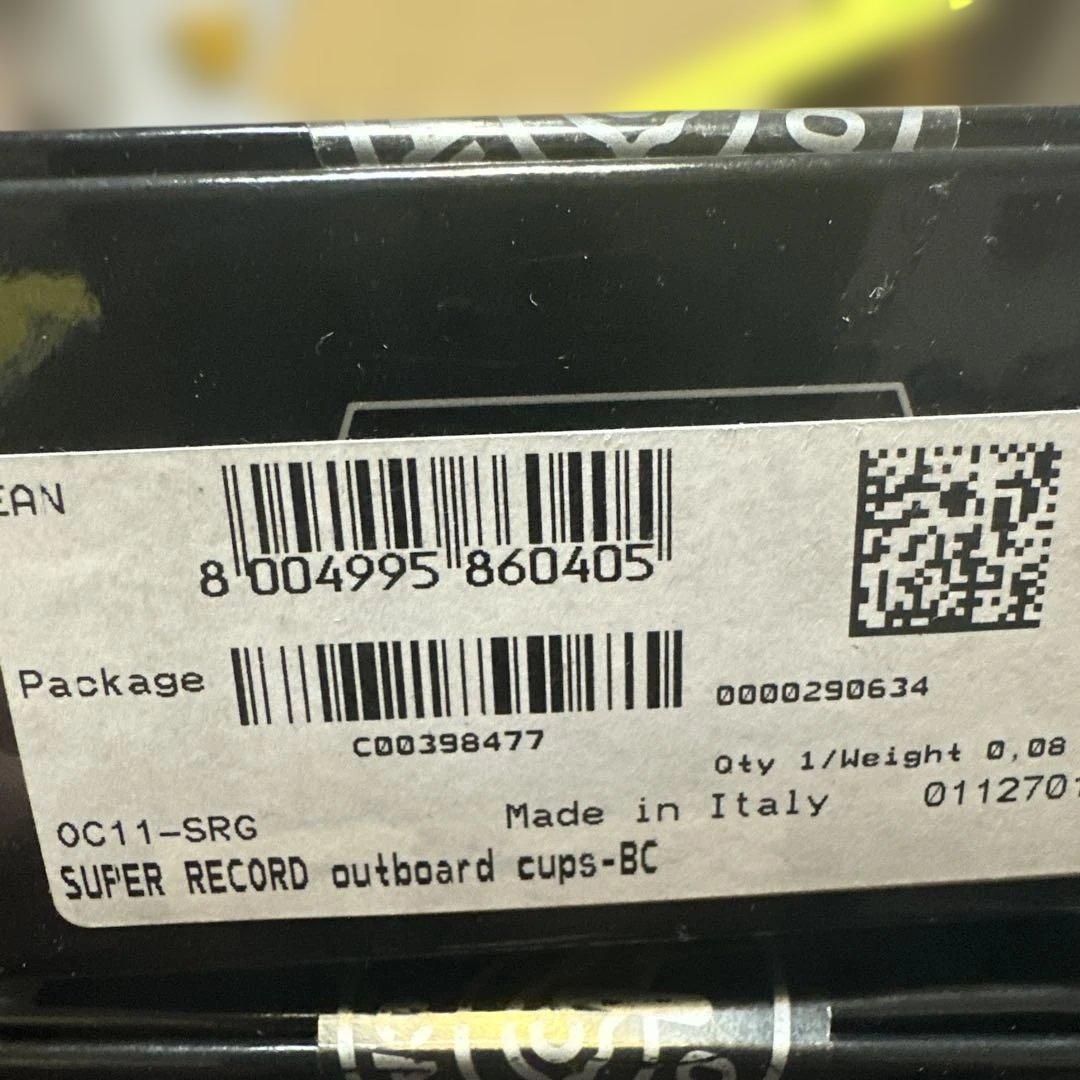 EAN
8 004995 860405
Package
C00398477
0000290634
Qty 1/Weight 0,08
Made in Italy
OC11-SRG
SUPER RECORD outboard cups-BC